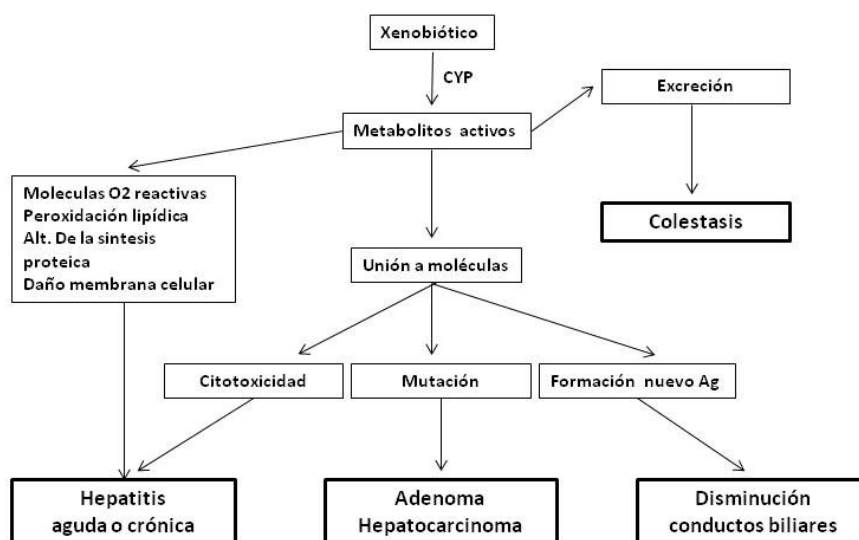 Xenobiótico
CYP
Excreción
Metabolitos activos
Moleculas O2 reactivas
Peroxidación lipídica
Alt. De la sintesis
proteica
Daño membrana celular
Colestasis
Unión a moléculas
Citotoxicidad
Mutación
Formación nuevo Ag
Hepatitis
aguda o crónica
Adenoma
Hepatocarcinoma
Disminución
conductos biliares